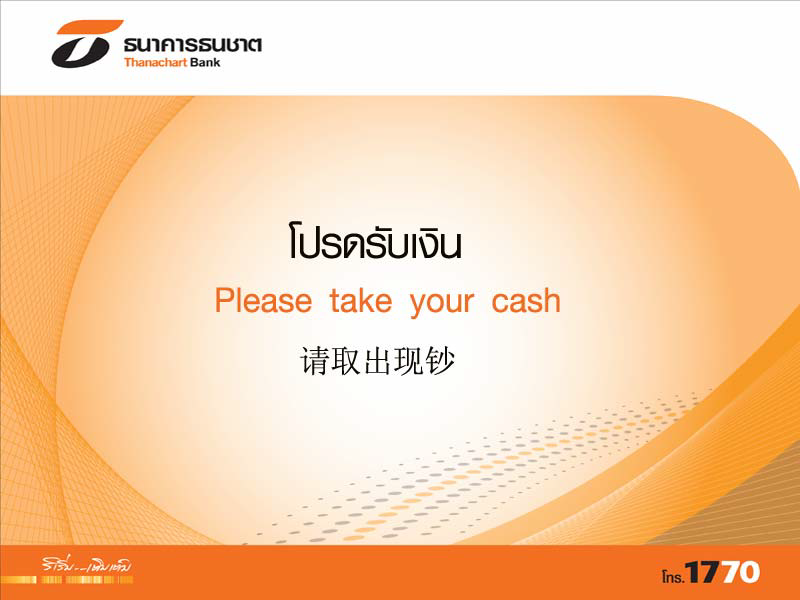 ธนาคารธนชาต
Thanachart Bank
โปรดรับเงิน
Please take your cash
请取出现钞
ริเริ่ม...เติมเต็ม
โทร.1770